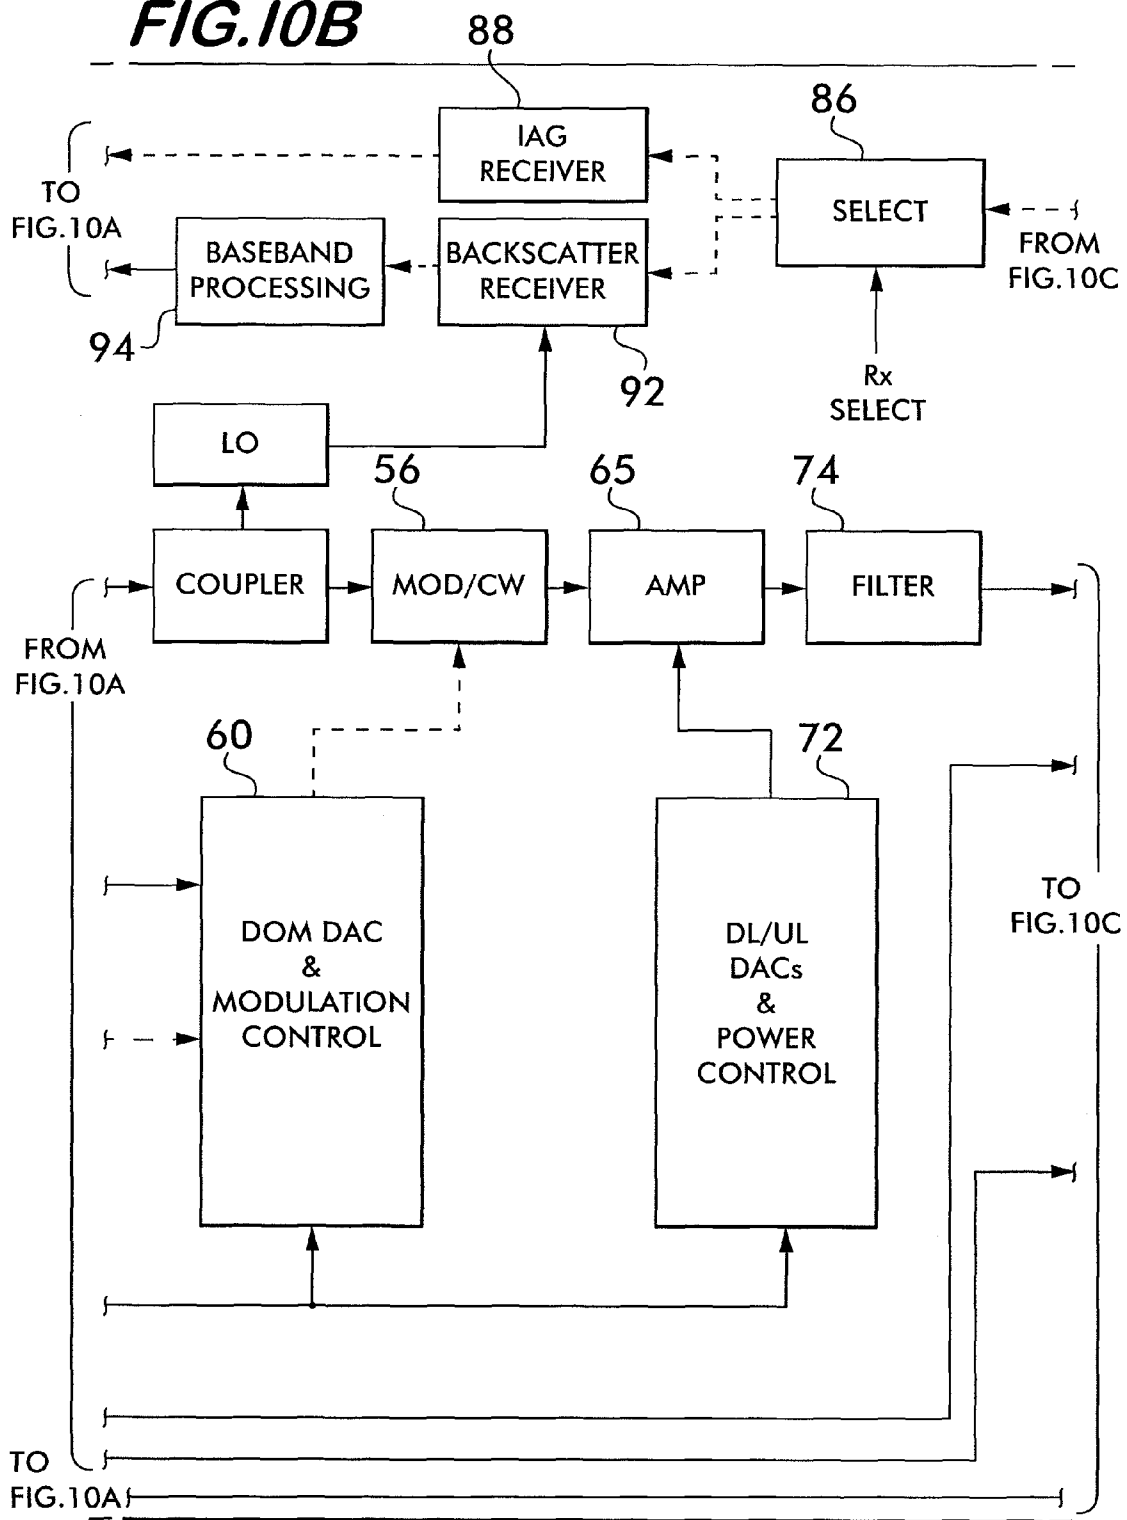 FIG.10B
88
86
IAG
RECEIVER
SELECT
TO
FIG.10A
FROM
FIG.10C
BASEBAND
PROCESSING
BACKSCATTER
RECEIVER
94
92
Rx
SELECT
LO
56
65
74
COUPLER
MOD/CW
AMP
FILTER
FROM
FIG.10A
60
72
DOM DAC
&
MODULATION
CONTROL
DL/UL
DACs
&
POWER
CONTROL
TO
FIG.10C
TO
FIG.10A